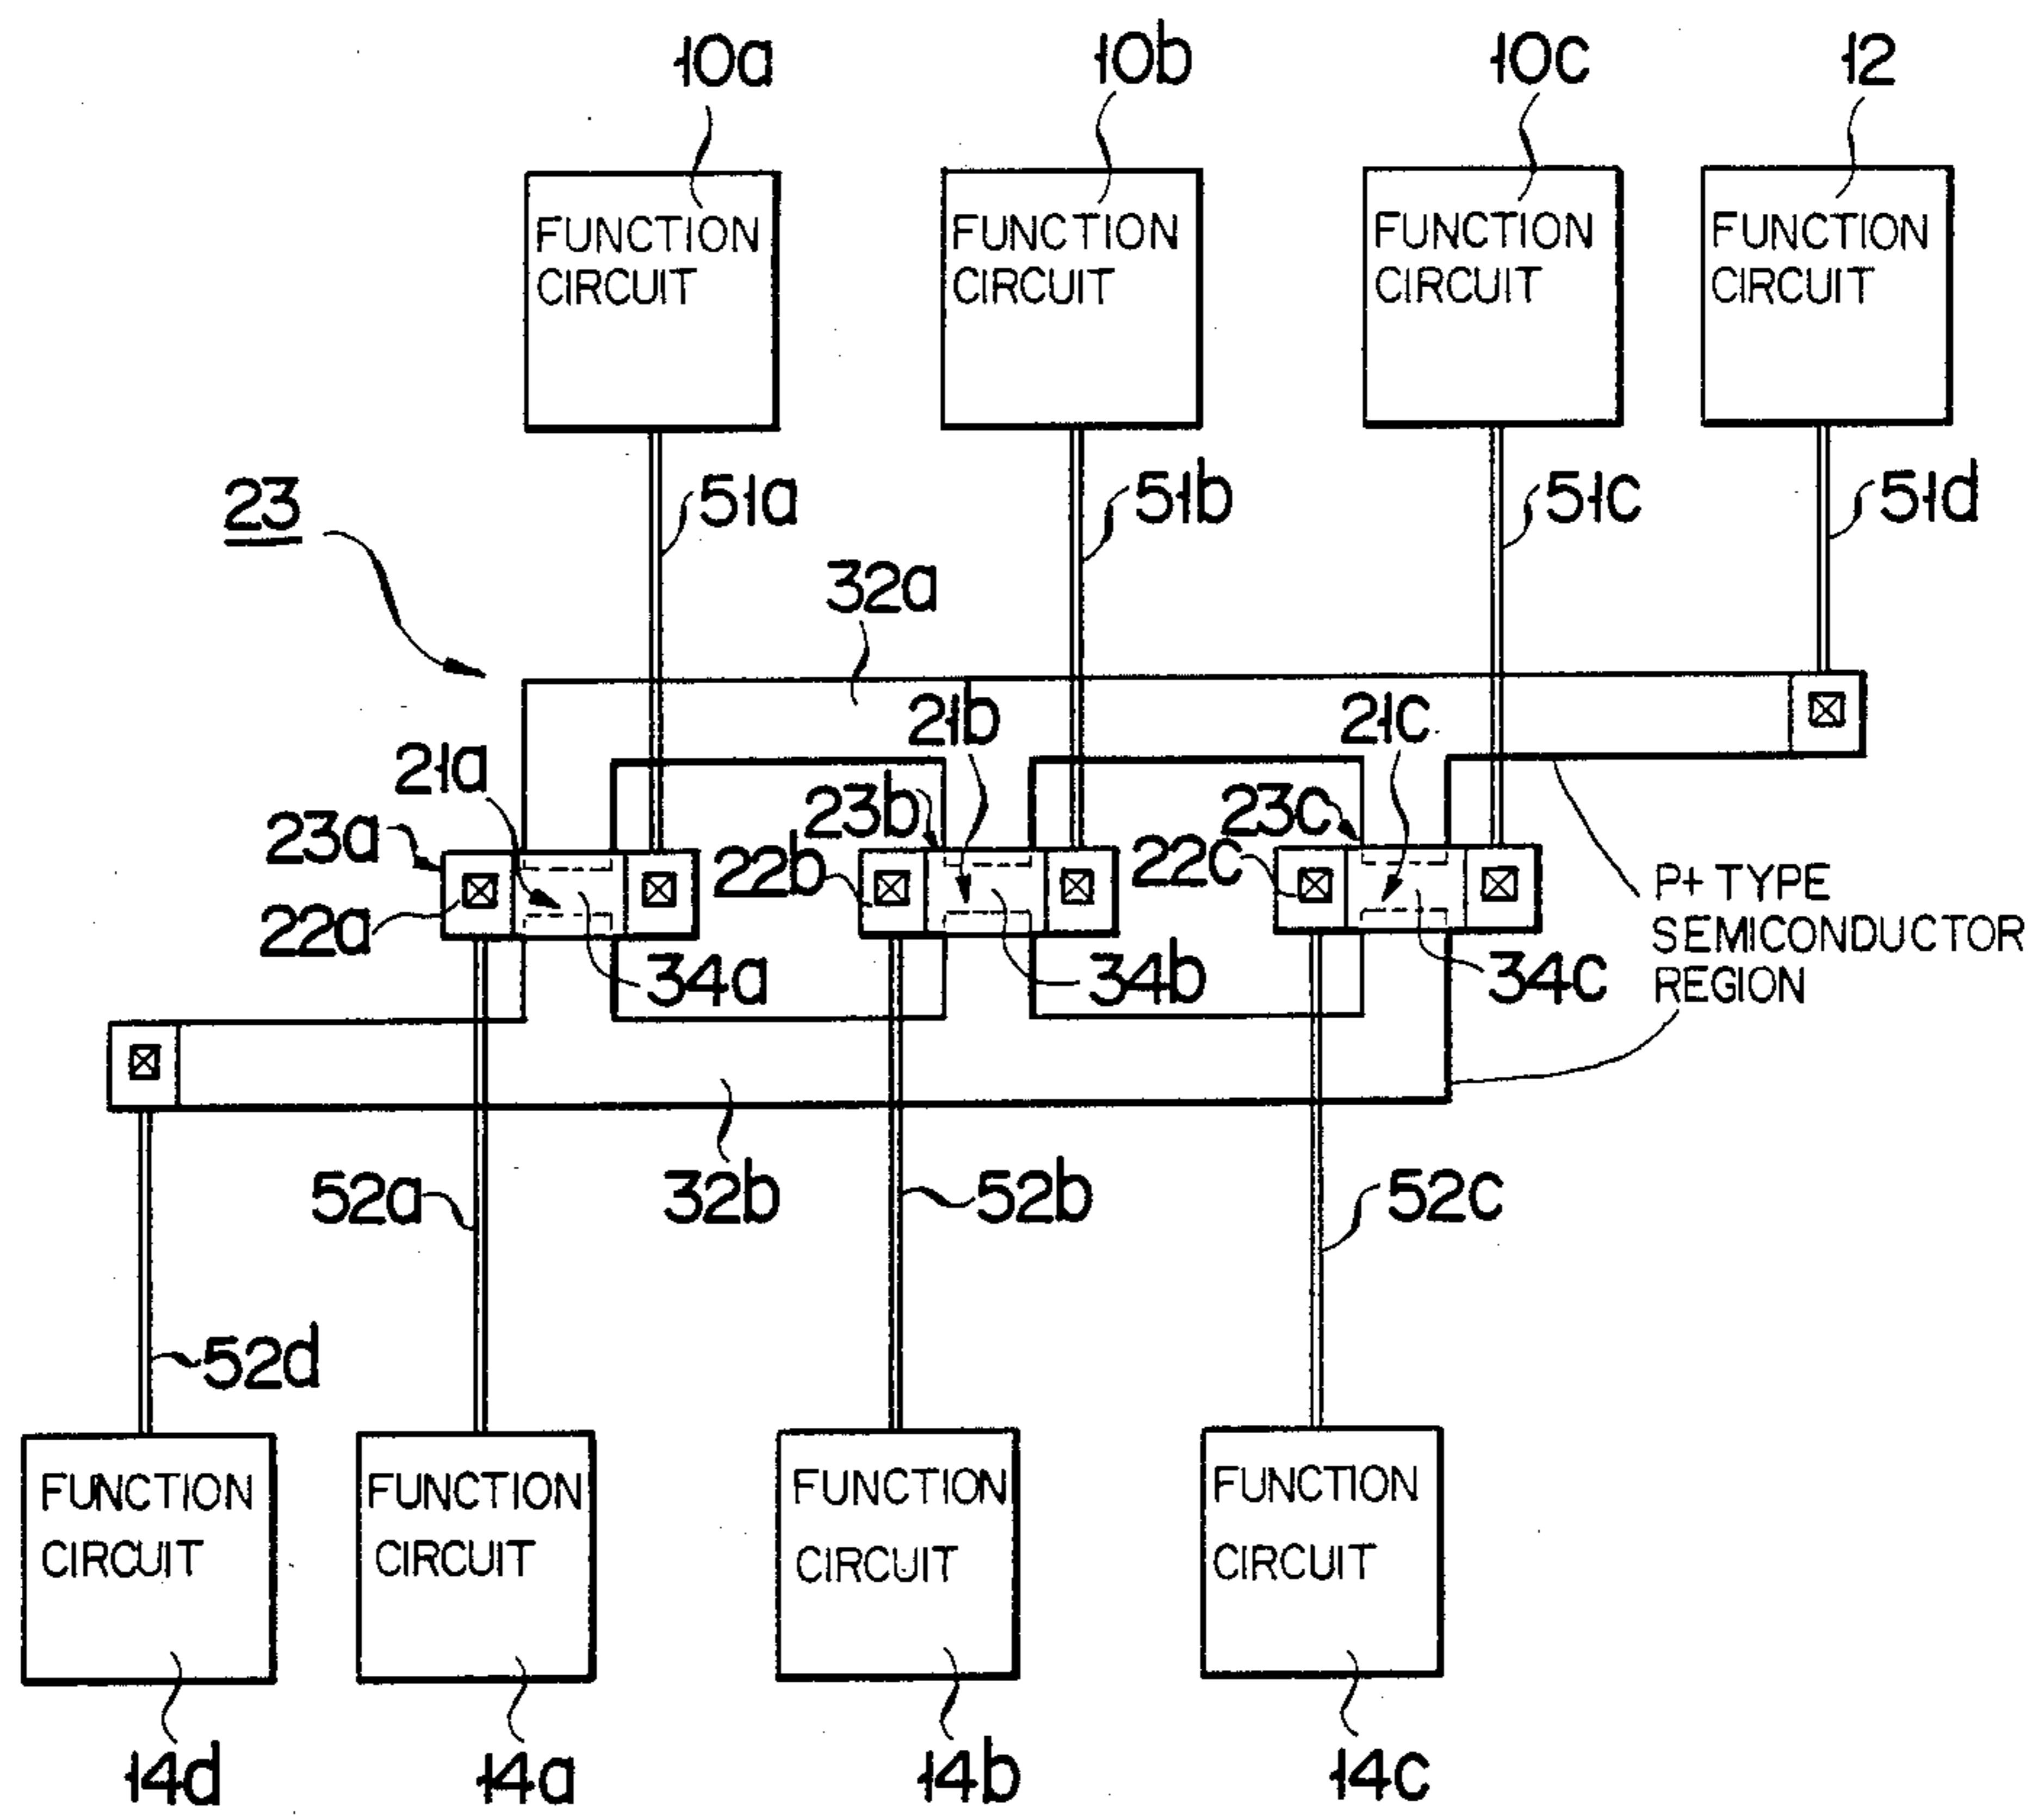 10a
10b
10c
12
FUNCTION
CIRCUIT
FUNCTION
CIRCUIT
FUNCTION
CIRCUIT
FUNCTION
CIRCUIT
23
51a
51b
51c
51d
32a
21a
21b
21c
23a
23b
23c
22a
22b
22c
34a
34b
34c
P+ TYPE
SEMICONDUCTOR
REGION
32b
52a
52b
52c
52d
FUNCTION
CIRCUIT
FUNCTION
CIRCUIT
FUNCTION
CIRCUIT
FUNCTION
CIRCUIT
14d
14a
14b
14c